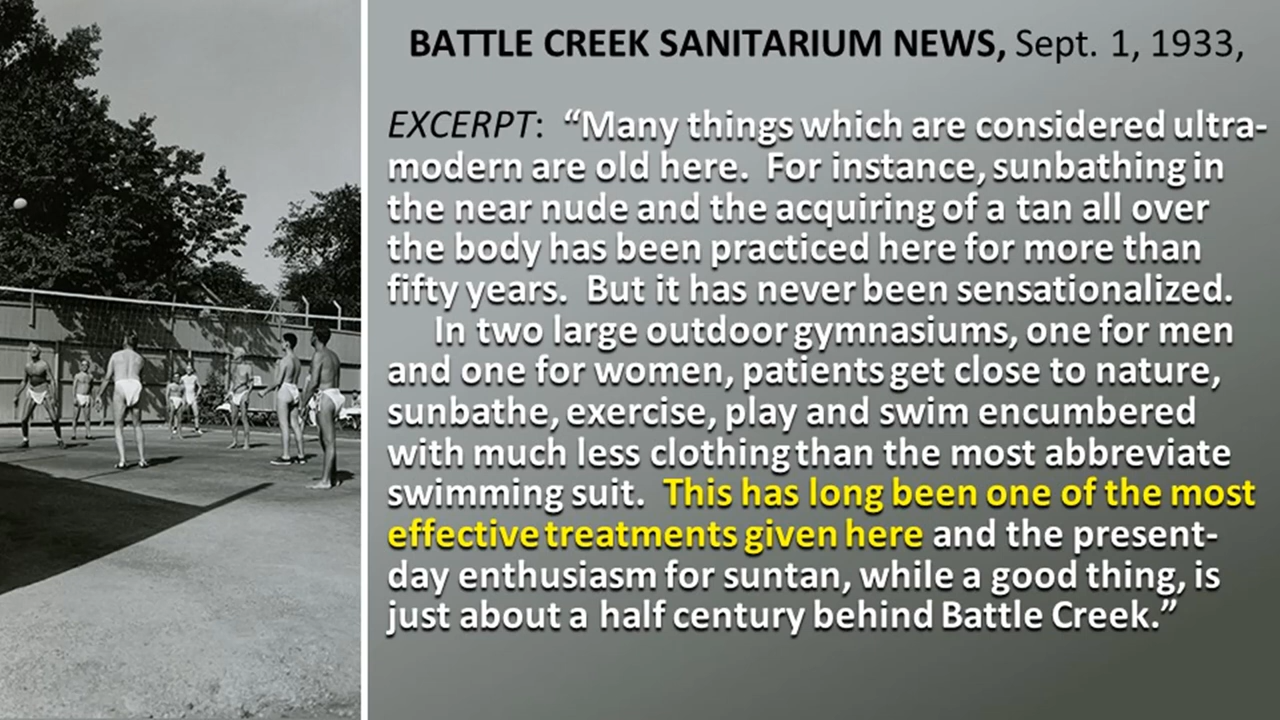 BATTLE CREEK SANITARIUM NEWS, Sept. 1, 1933,
EXCERPT: “Many things which are considered ultra-
modern are old here. For instance, sunbathing in
the near nude and the acquiring of a tan all over
the body has been practiced here for more than
fifty years. But it has never been sensationalized.
In two large outdoor gymnasiums, one for men
and one for women, patients get close to nature,
sunbathe, exercise, play and swim encumbered
with much less clothing than the most abbreviate
swimming suit. This has long been one of the most
effective treatments given here and the present-
day enthusiasm for suntan, while a good thing, is
just about a half century behind Battle Creek.”